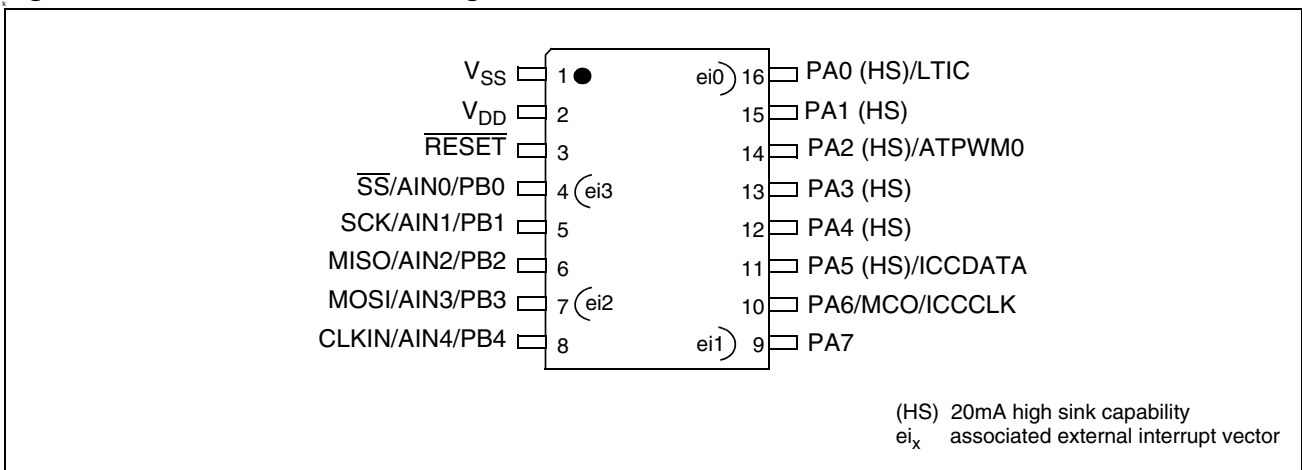 V_SS 1 ei0 16 PA0 (HS)/LTIC
V_DD 2 15 PA1 (HS)
RESET 3 14 PA2 (HS)/ATPWM0
SS/AIN0/PB0 4 ei3 13 PA3 (HS)
SCK/AIN1/PB1 5 12 PA4 (HS)
MISO/AIN2/PB2 6 11 PA5 (HS)/ICCDATA
MOSI/AIN3/PB3 7 ei2 10 PA6/MCO/ICCCLK
CLKIN/AIN4/PB4 8 ei1 9 PA7
(HS) 20mA high sink capability
ei_x associated external interrupt vector